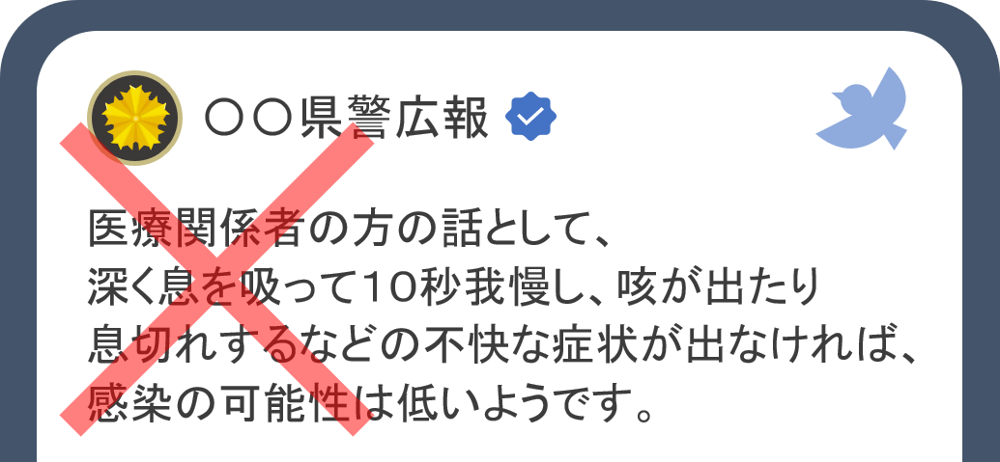 〇〇県警広報
医療関係者の方の話として、
深く息を吸って10秒我慢し、咳が出たり
息切れするなどの不快な症状が出なければ、
感染の可能性は低いようです。